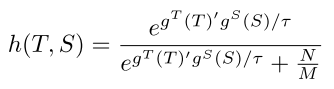 h(T, S) = \frac{e^{g^T(T)'g^S(S)/\tau}}{e^{g^T(T)'g^S(S)/\tau} + \frac{N}{M}}